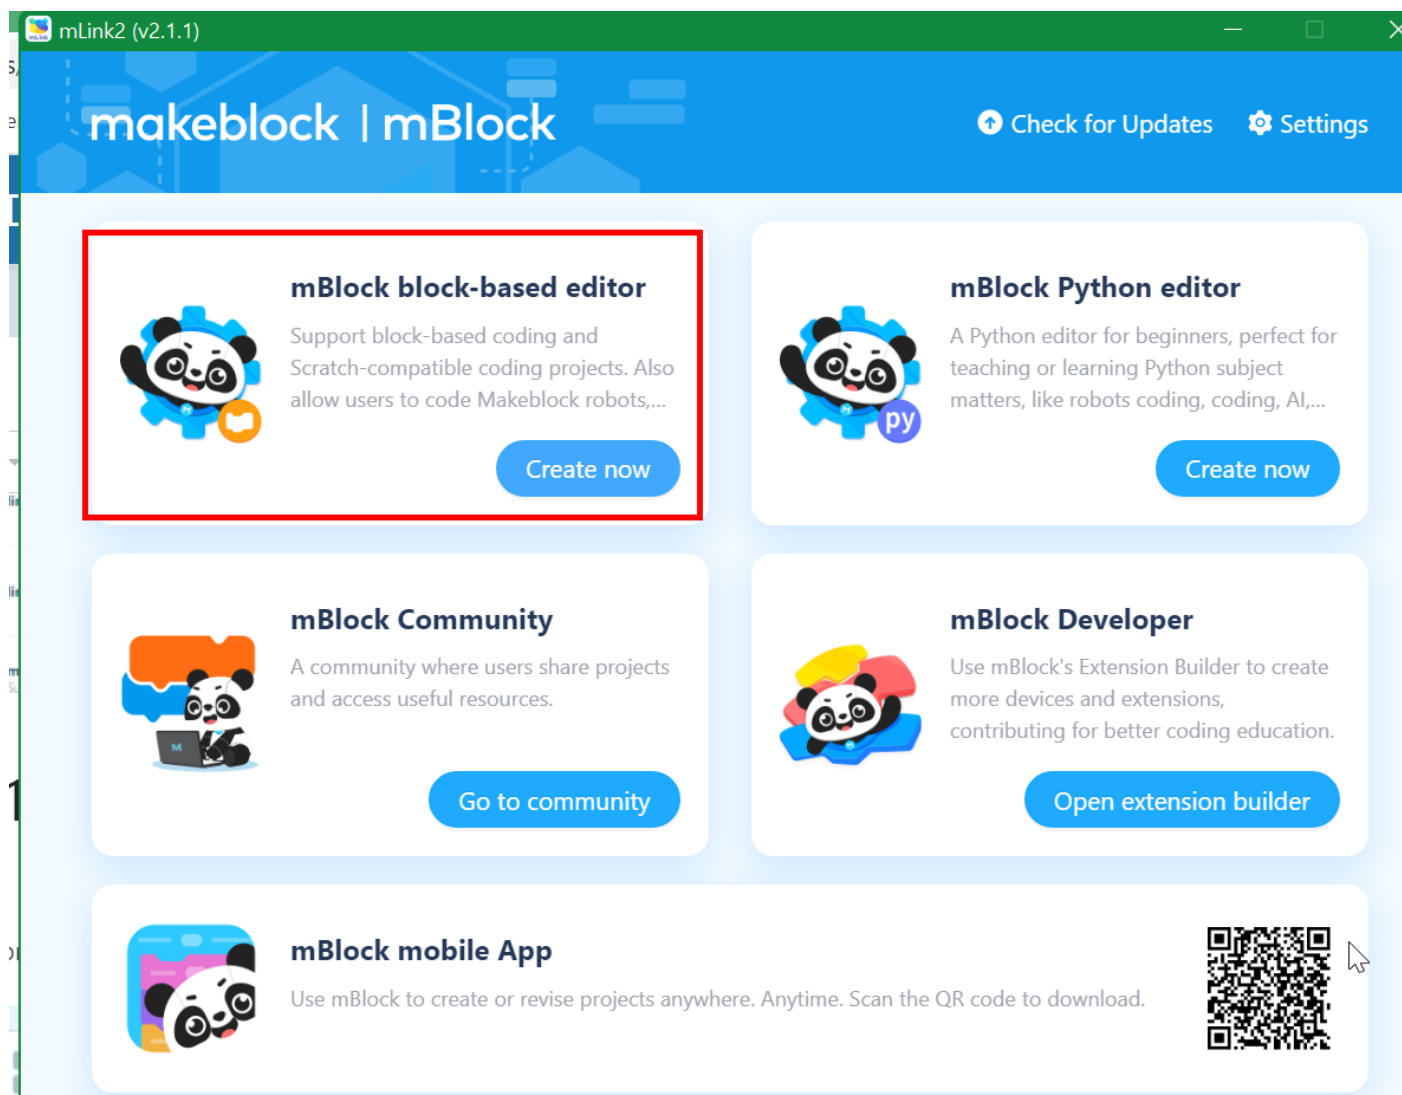 mLink2 (v2.1.1)
makeblock | mBlock
Check for Updates
Settings
mBlock block-based editor
Support block-based coding and
Scratch-compatible coding projects. Also
allow users to code Makeblock robots,...
Create now
mBlock Python editor
A Python editor for beginners, perfect for
teaching or learning Python subject
matters, like robots coding, coding, AI,...
py
Create now
mBlock Community
A community where users share projects
and access useful resources.
M
Go to community
mBlock Developer
Use mBlock's Extension Builder to create
more devices and extensions,
contributing for better coding education.
Open extension builder
mBlock mobile App
Use mBlock to create or revise projects anywhere. Anytime. Scan the QR code to download.